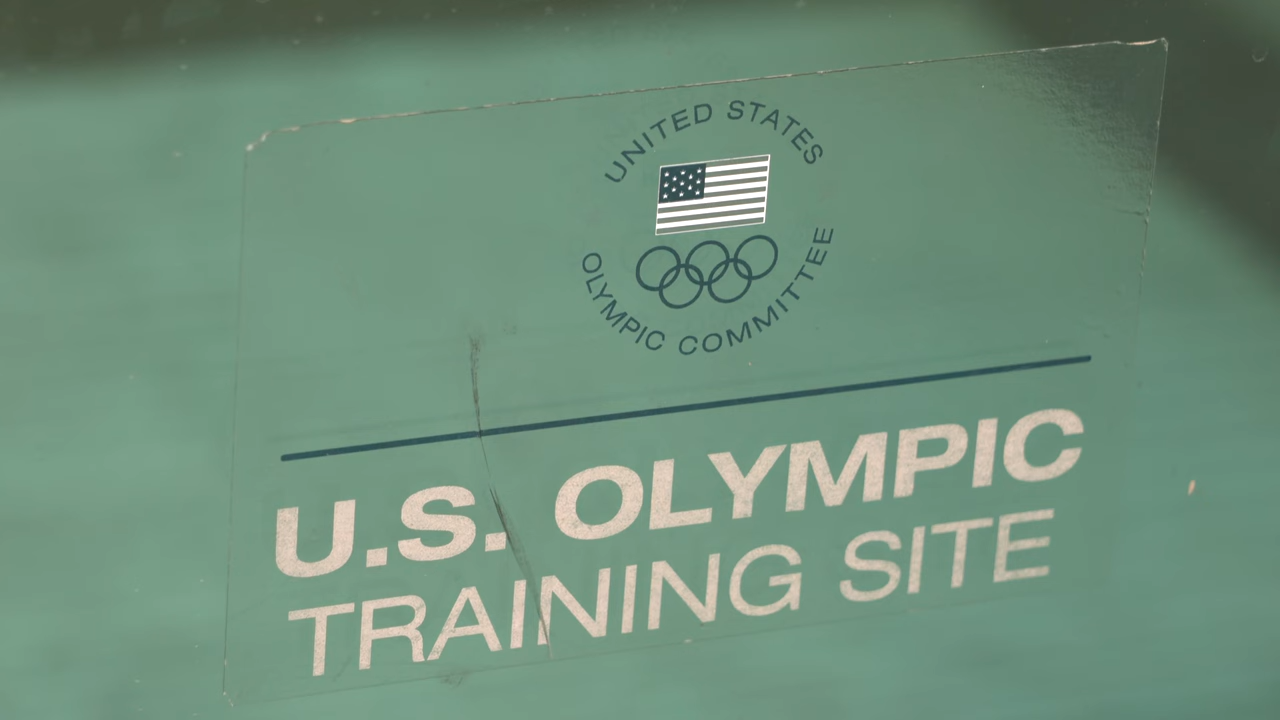 UNITED STATES
OLYMPIC COMMITTEE
U.S. OLYMPIC
TRAINING SITE